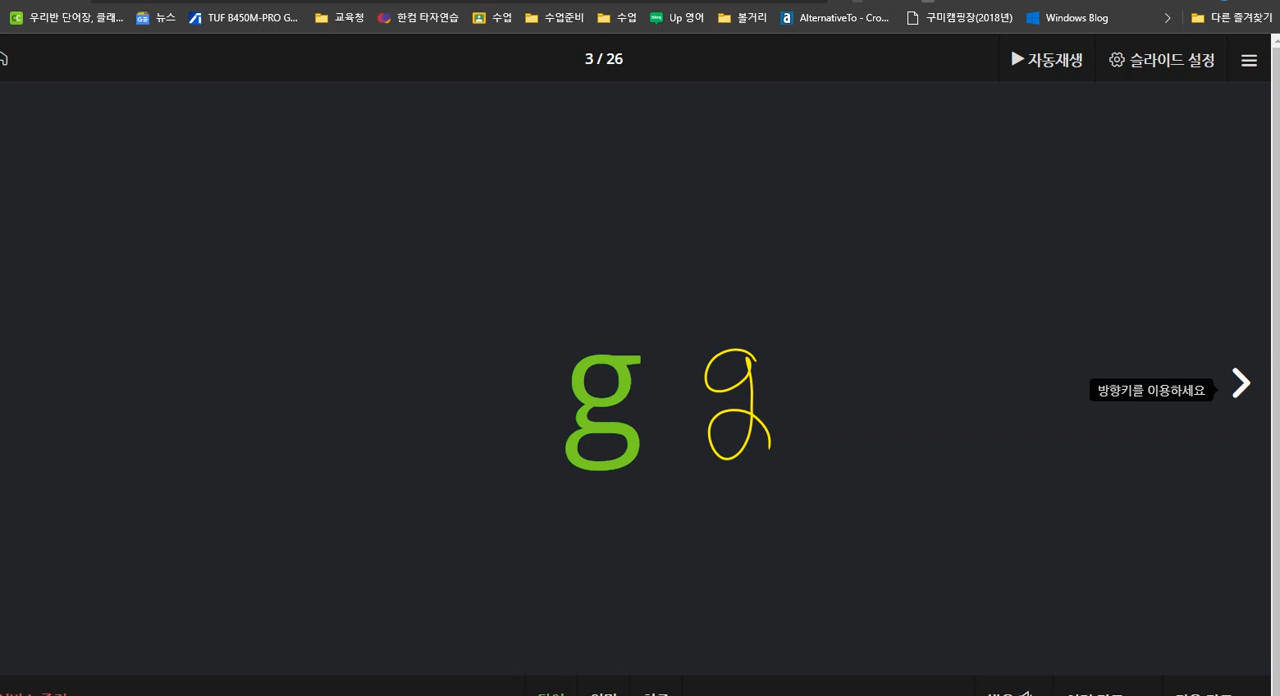 우리반 단어장, 클래... 뉴스 TUF B450M-PRO G... 교육청 한컴 타자연습 수업 수업준비 수업 Up 영어 볼거리 AlternativeTo - Cro... 구미캠핑장(2018년) Windows Blog 다른 즐겨찾기
3 / 26 자동재생 슬라이드 설정
g g
방향키를 이용하세요